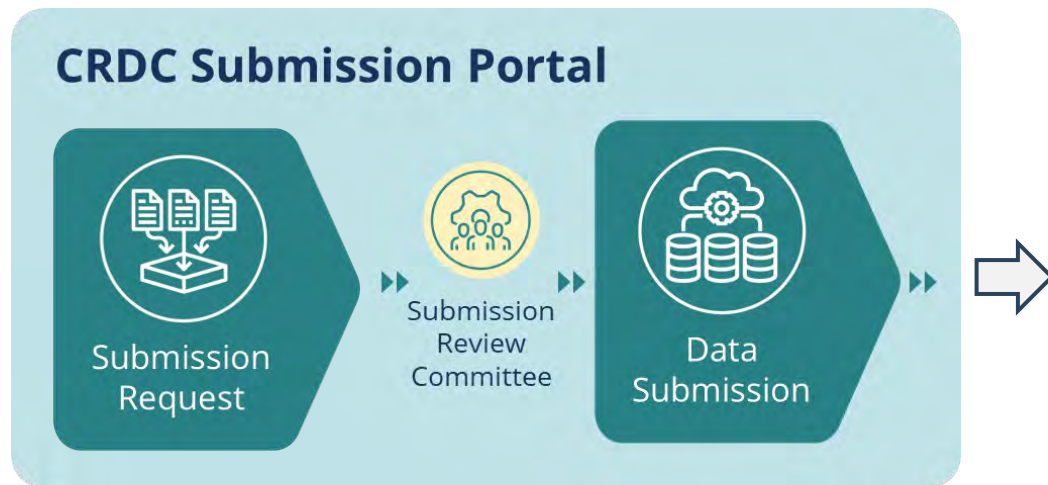 CRDC Submission Portal
Submission
Request
Submission
Review
Committee
Data
Submission